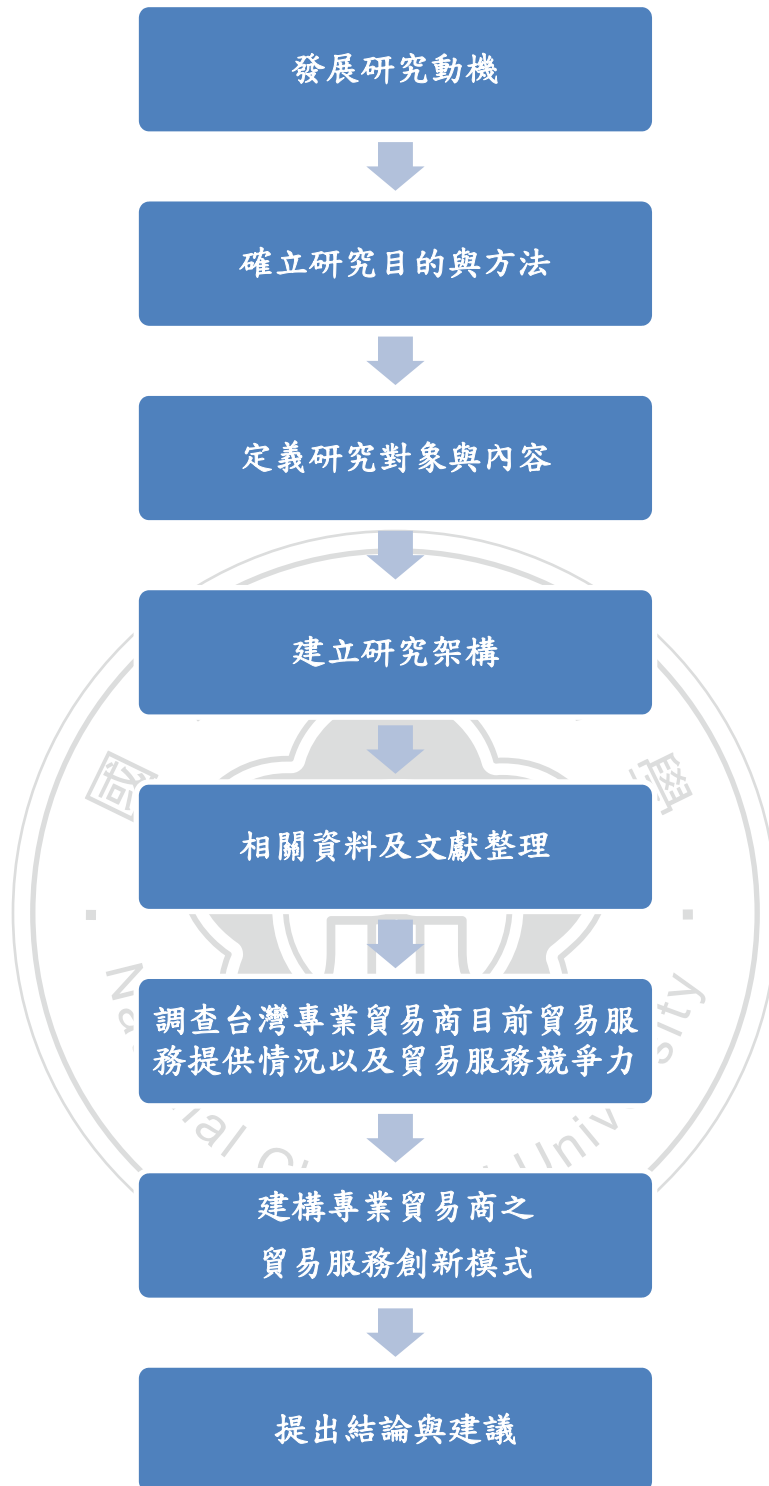 發展研究動機
確立研究目的與方法
定義研究對象與內容
建立研究架構
國
學
相關資料及文獻整理
調查台灣專業貿易商目前貿易服
務提供情況以及貿易服務競爭力
建構專業貿易商之
貿易服務創新模式
提出結論與建議